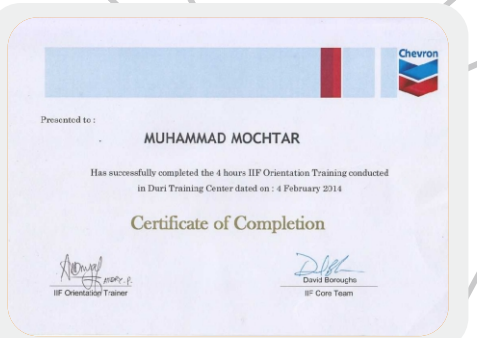 Chevron
Presented to :
MUHAMMAD MOCHTAR
Has successfully completed the 4 hours IIF Orientation Training conducted
in Duri Training Center dated on : 4 February 2014
Certificate of Completion
ANDRY. P.
David Boroughs
IIF Orientation Trainer
IIF Core Team